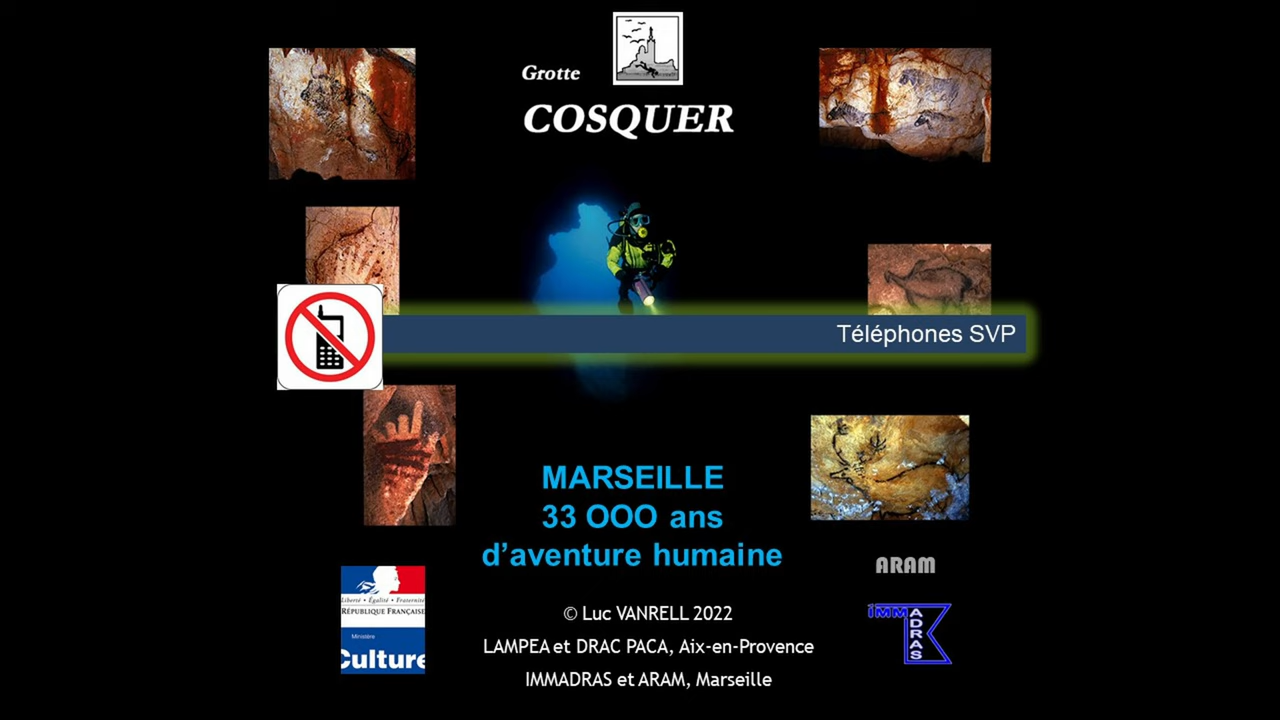 Grotte
COSQUER
Téléphones SVP
MARSEILLE
33 OOO ans
d’aventure humaine
Liberté • Égalité • Fraternité
RÉPUBLIQUE FRANÇAISE
Ministère
Culture
© Luc VANRELL 2022
LAMPEA et DRAC PACA, Aix-en-Provence
IMMADRAS et ARAM, Marseille
ARAM
IMMADRAS